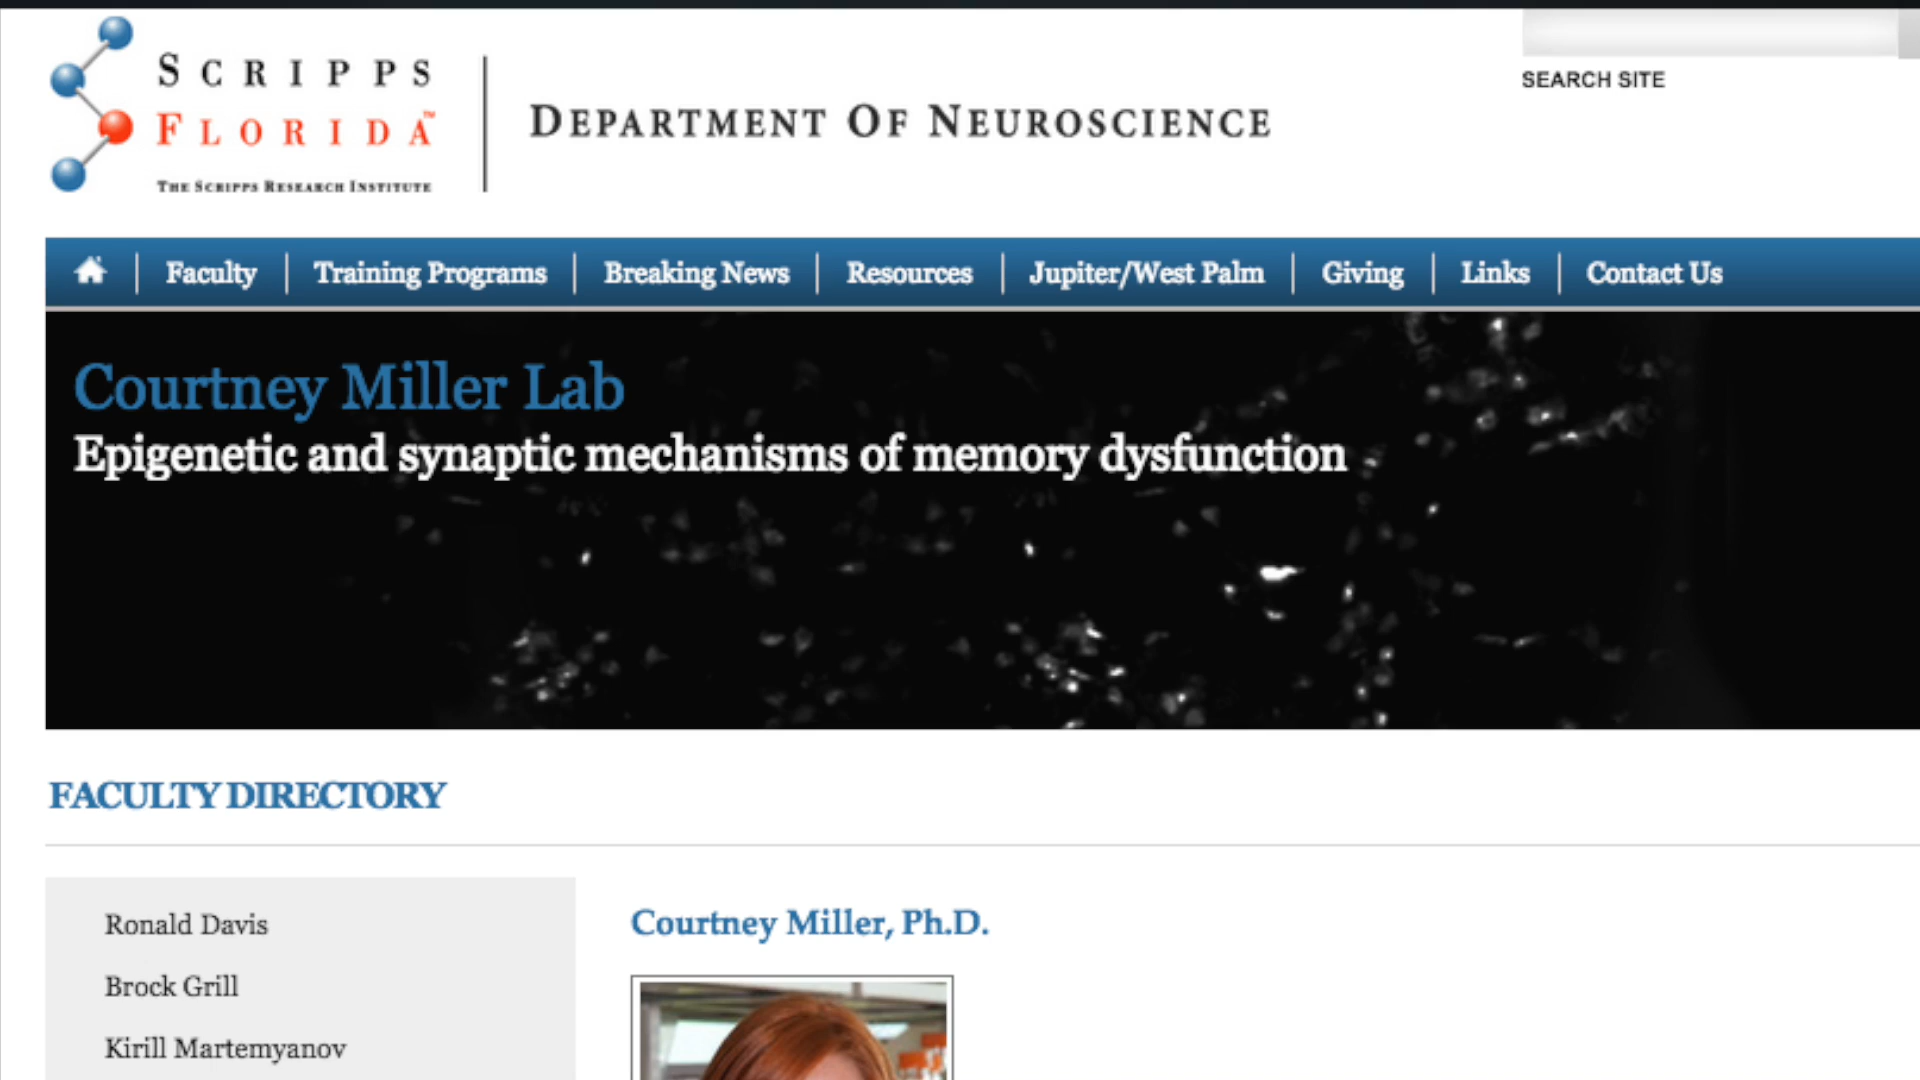 SCRIPPS
FLORIDA™
THE SCRIPPS RESEARCH INSTITUTE
DEPARTMENT OF NEUROSCIENCE
SEARCH SITE
Faculty
Training Programs
Breaking News
Resources
Jupiter/West Palm
Giving
Links
Contact Us
Courtney Miller Lab
Epigenetic and synaptic mechanisms of memory dysfunction
FACULTY DIRECTORY
Ronald Davis
Brock Grill
Kirill Martemyanov
Courtney Miller, Ph.D.